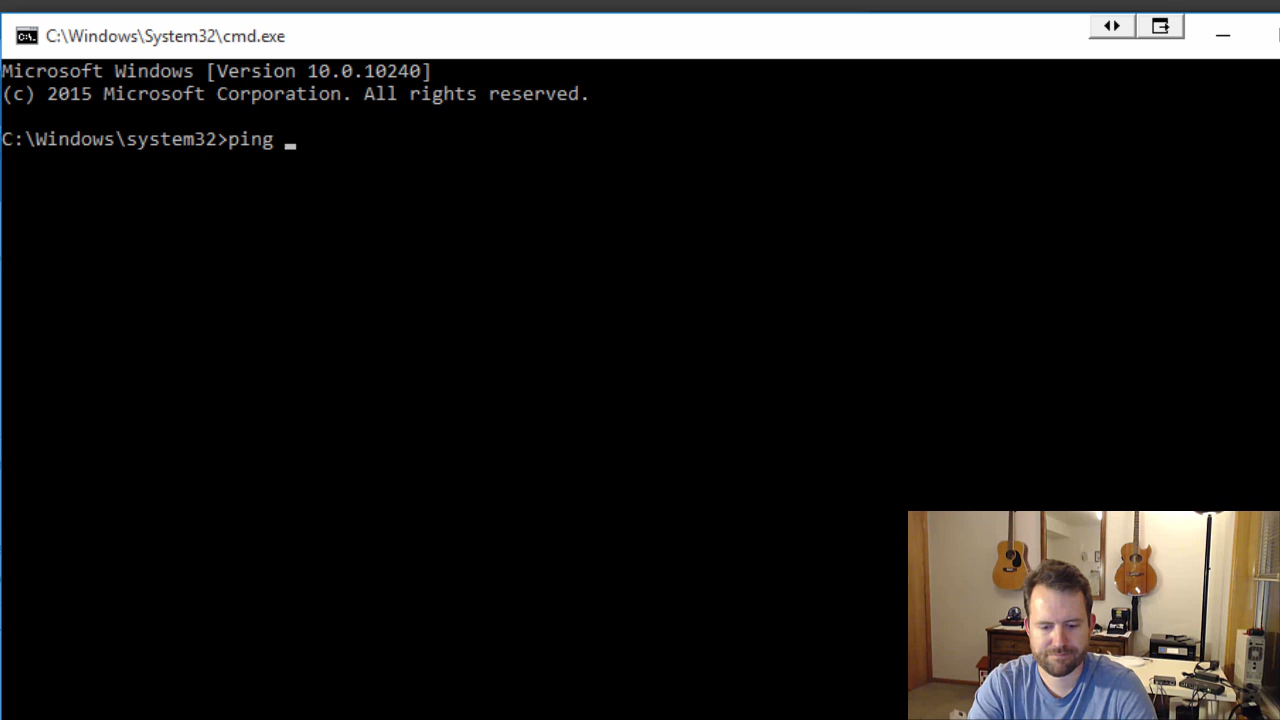 C:\Windows\System32\cmd.exe
Microsoft Windows [Version 10.0.10240]
(c) 2015 Microsoft Corporation. All rights reserved.
C:\Windows\system32>ping _